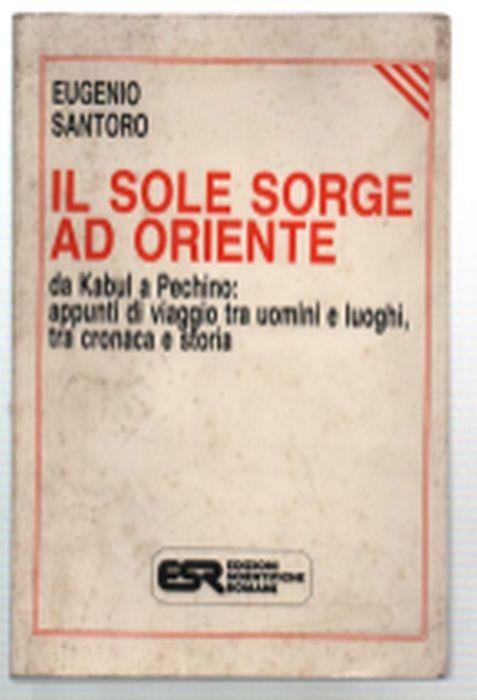 EUGENIO
SANTORO
IL SOLE SORGE
AD ORIENTE
da Kabul a Pechino:
appunti di viaggio tra uomini e luoghi,
tra cronaca e storia
ESR EDIZIONI
SCIENTIFICHE
ROMANE